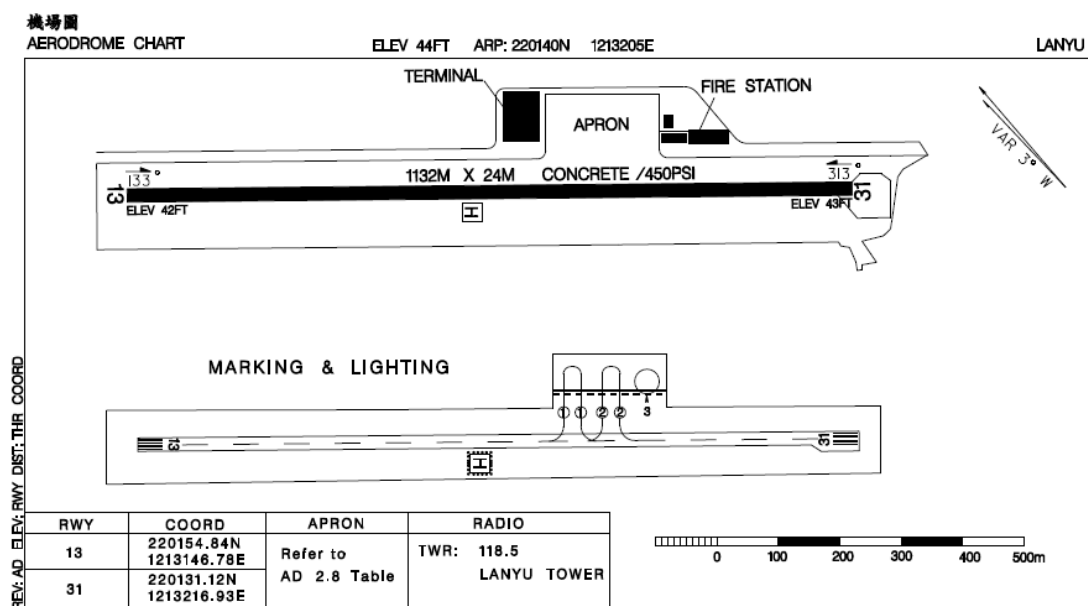 機場圖
AERODROME CHART
ELEV 44FT ARP: 220140N 1213205E
LANYU
TERMINAL
FIRE STATION
APRON
VAR 3° W
133°
1132M X 24M CONCRETE /450PSI
313°
13
31
ELEV 42FT
H
ELEV 43FT
MARKING & LIGHTING
1 1 2 2 3
13
31
H
REV: AD ELEV; RWY DIST; THR COORD
RWY COORD APRON RADIO
13 220154.84N 1213146.78E
Refer to AD 2.8 Table
TWR: 118.5
LANYU TOWER
31 220131.12N 1213216.93E
0 100 200 300 400 500m